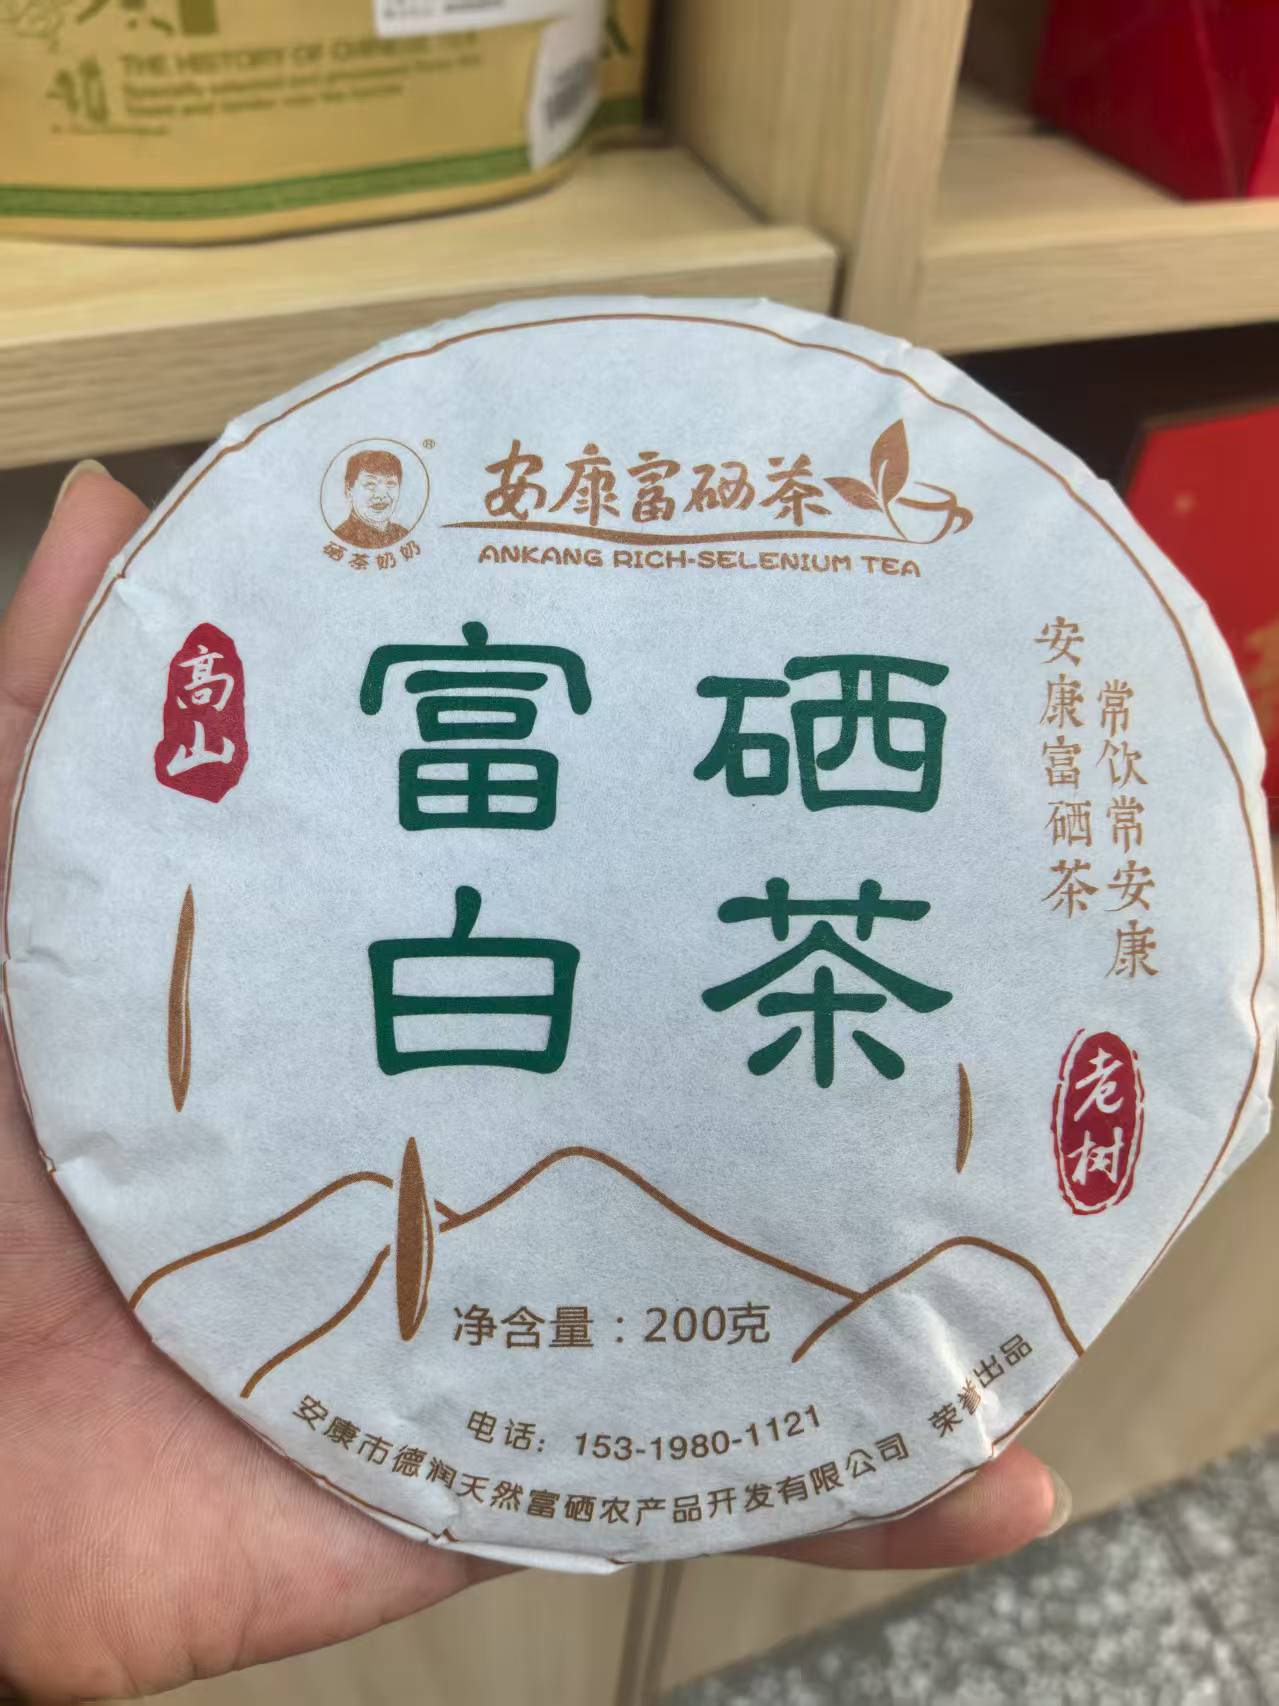 THE HISTORY OF CHINESE TEA
®
硒茶奶奶
安康富硒茶
ANKANG RICH-SELENIUM TEA
高山
富硒
白茶
常饮常安康
安康富硒茶
老树
净含量：200克
电话：153-1980-1121
安康市德润天然富硒农产品开发有限公司 荣誉出品